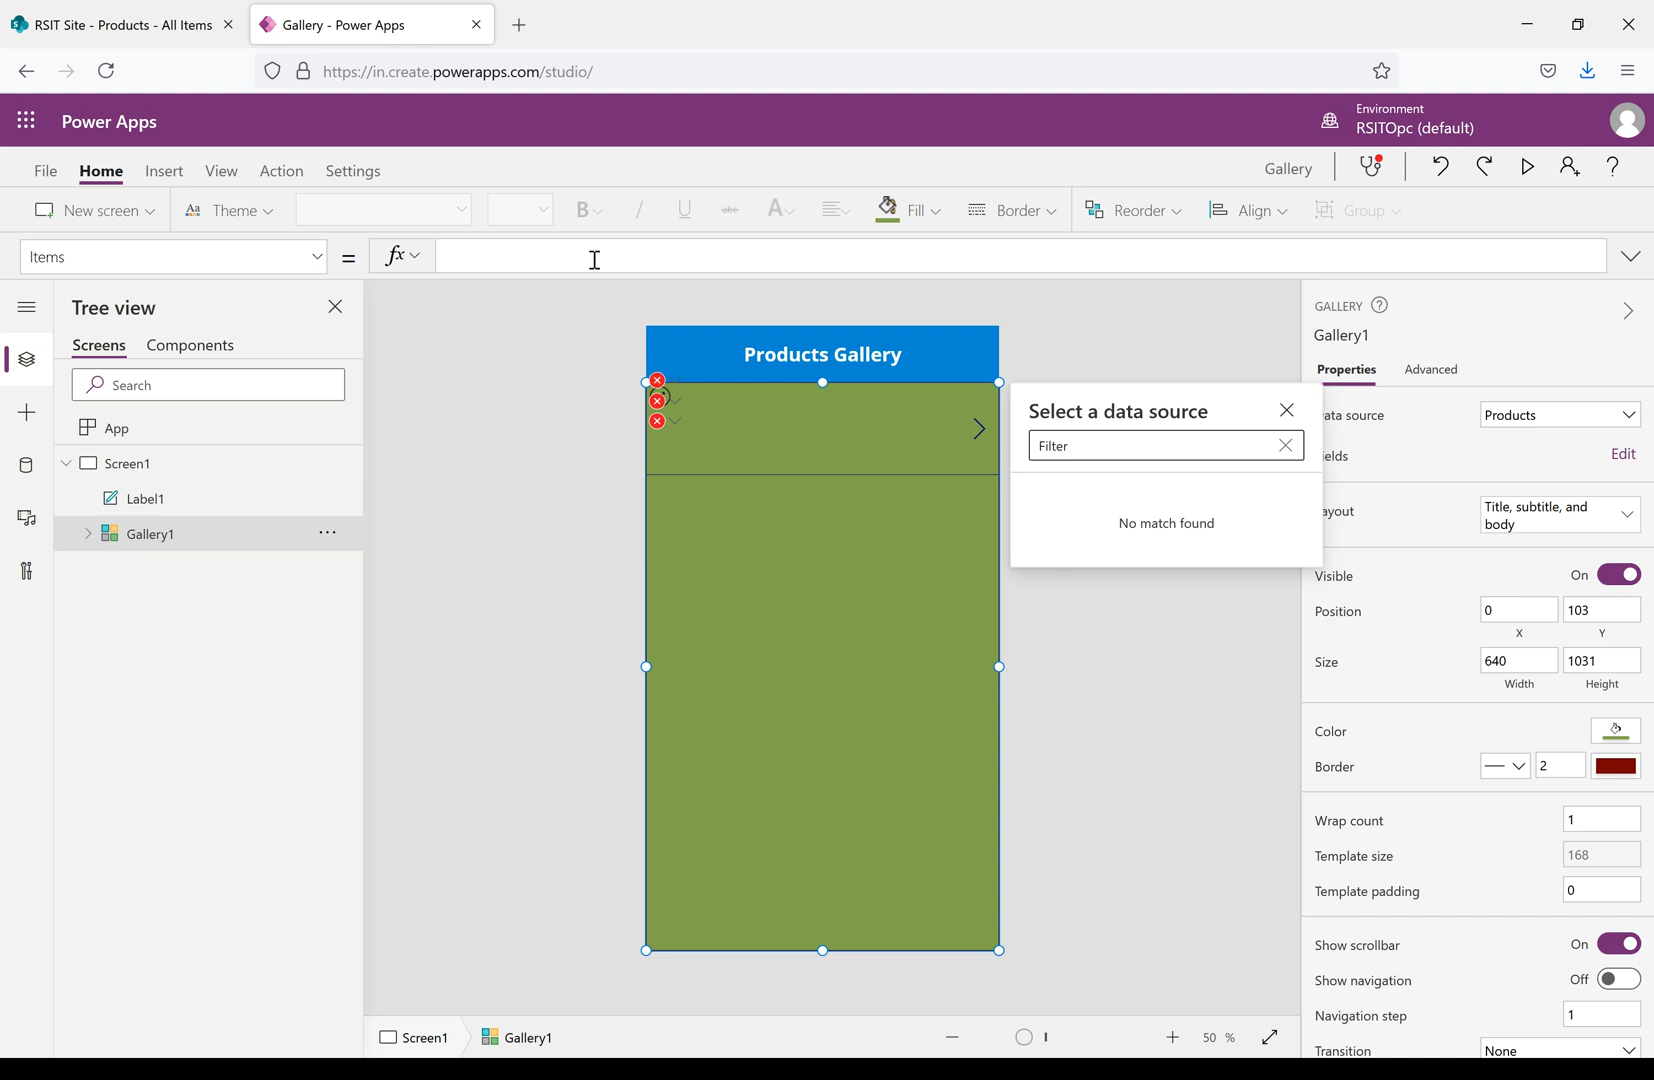 RSIT Site - Products - All Items
Gallery - Power Apps
https://in.create.powerapps.com/studio/
Power Apps
Environment
RSITOpc (default)
File Home Insert View Action Settings
Gallery
New screen
Theme
B
I
U
abc
A
Fill
Border
Reorder
Align
Group
Items
=
fx
Tree view
Screens Components
Search
App
Screen1
Label1
Gallery1
...
Products Gallery
Select a data source
Filter
No match found
GALLERY
Gallery1
Properties Advanced
ata source
Products
ields
Edit
ayout
Title, subtitle, and
body
Visible
On
Position
0
103
X
Y
Size
640
1031
Width
Height
Color
Border
2
Wrap count
1
Template size
168
Template padding
0
Show scrollbar
On
Show navigation
Off
Navigation step
1
Transition
None
Screen1
Gallery1
50 %